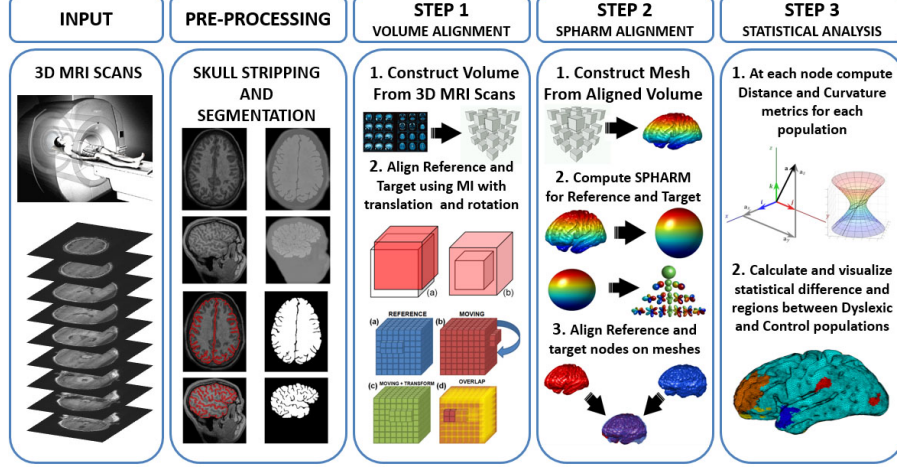 INPUT
3D MRI SCANS
PRE-PROCESSING
SKULL STRIPPING
AND
SEGMENTATION
STEP 1
VOLUME ALIGNMENT
1. Construct Volume
From 3D MRI Scans
2. Align Reference and
Target using MI with
translation and rotation
(a)
(b)
REFERENCE
MOVING
(a)
(b)
MOVING + TRANSFORM
OVERLAP
(c)
(d)
STEP 2
SPHARM ALIGNMENT
1. Construct Mesh
From Aligned Volume
2. Compute SPHARM
for Reference and Target
3. Align Reference and
target nodes on meshes
STEP 3
STATISTICAL ANALYSIS
1. At each node compute
Distance and Curvature
metrics for each
population
2. Calculate and visualize
statistical difference and
regions between Dyslexic
and Control populations